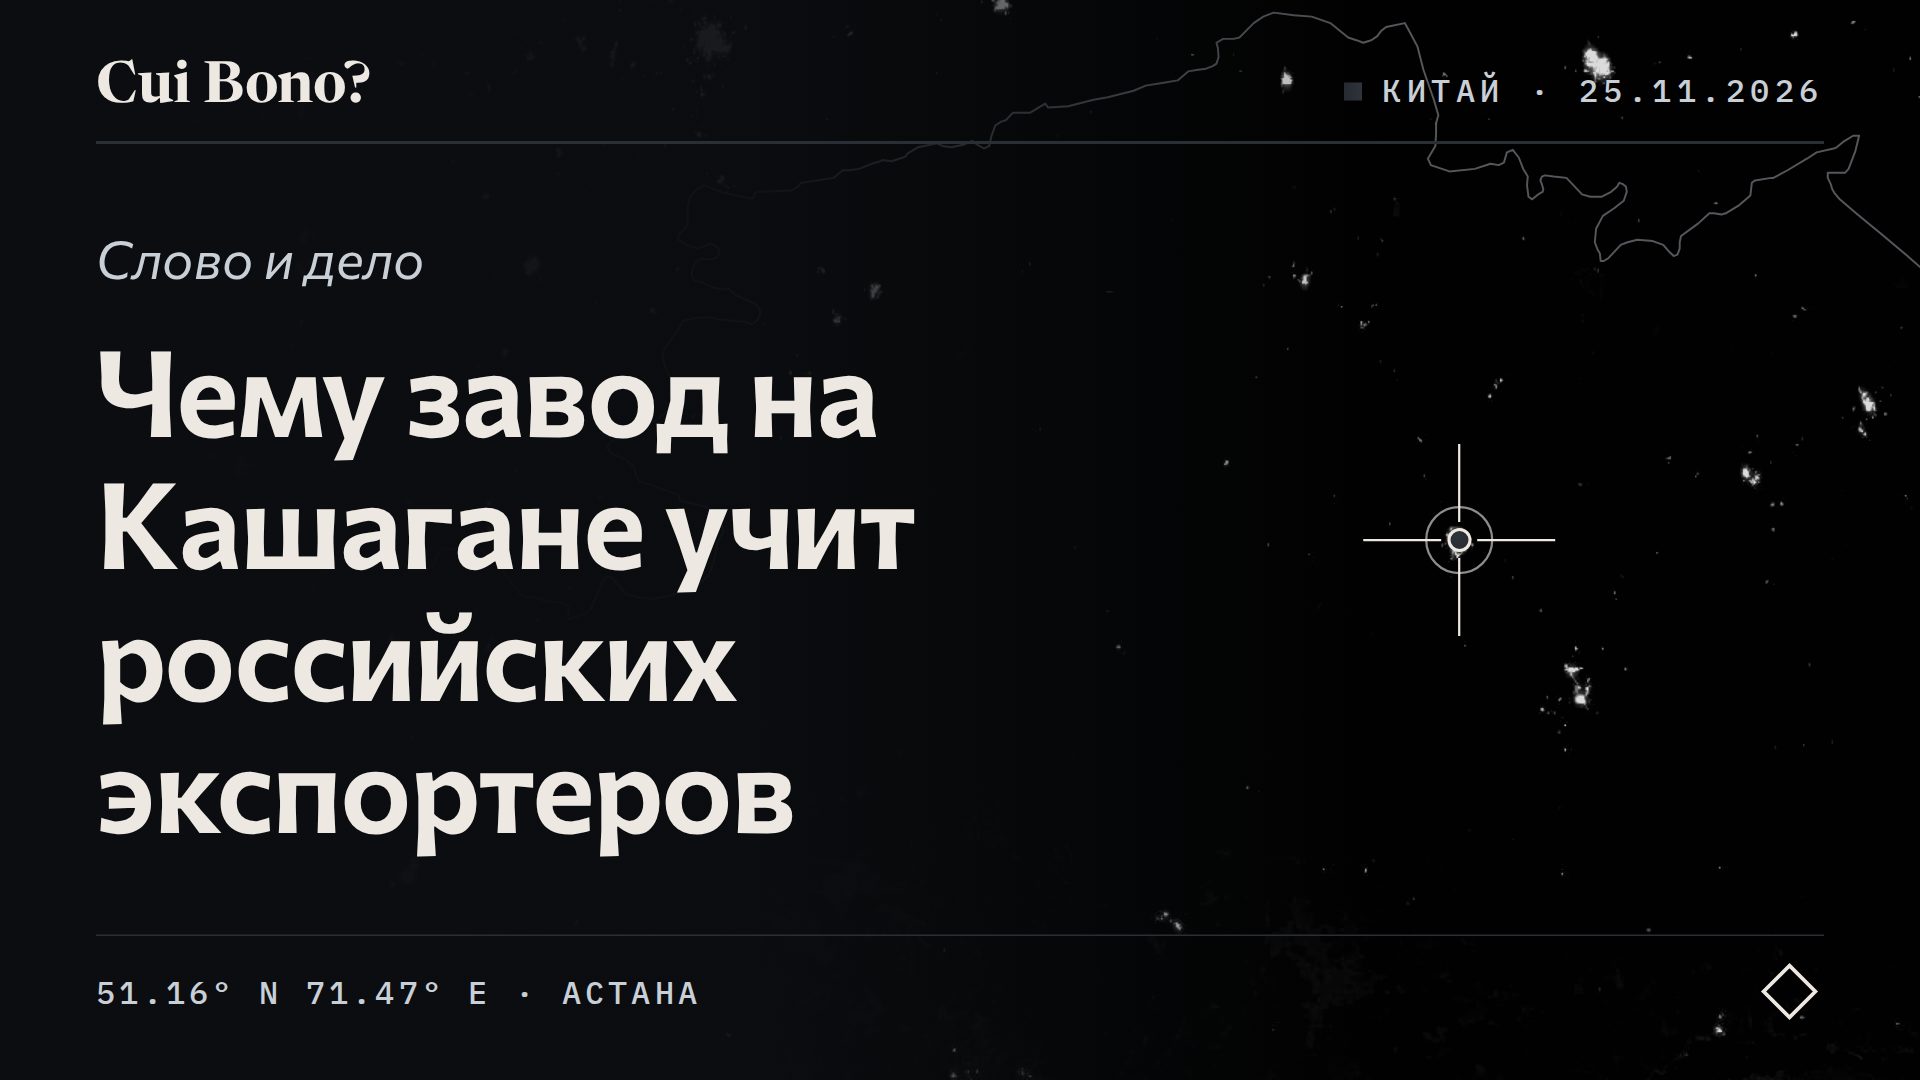 Cui Bono?
КИТАЙ · 25.11.2026
Слово и дело
Чему завод на
Кашагане учит
российских
экспортеров
51.16° N 71.47° E · АСТАНА